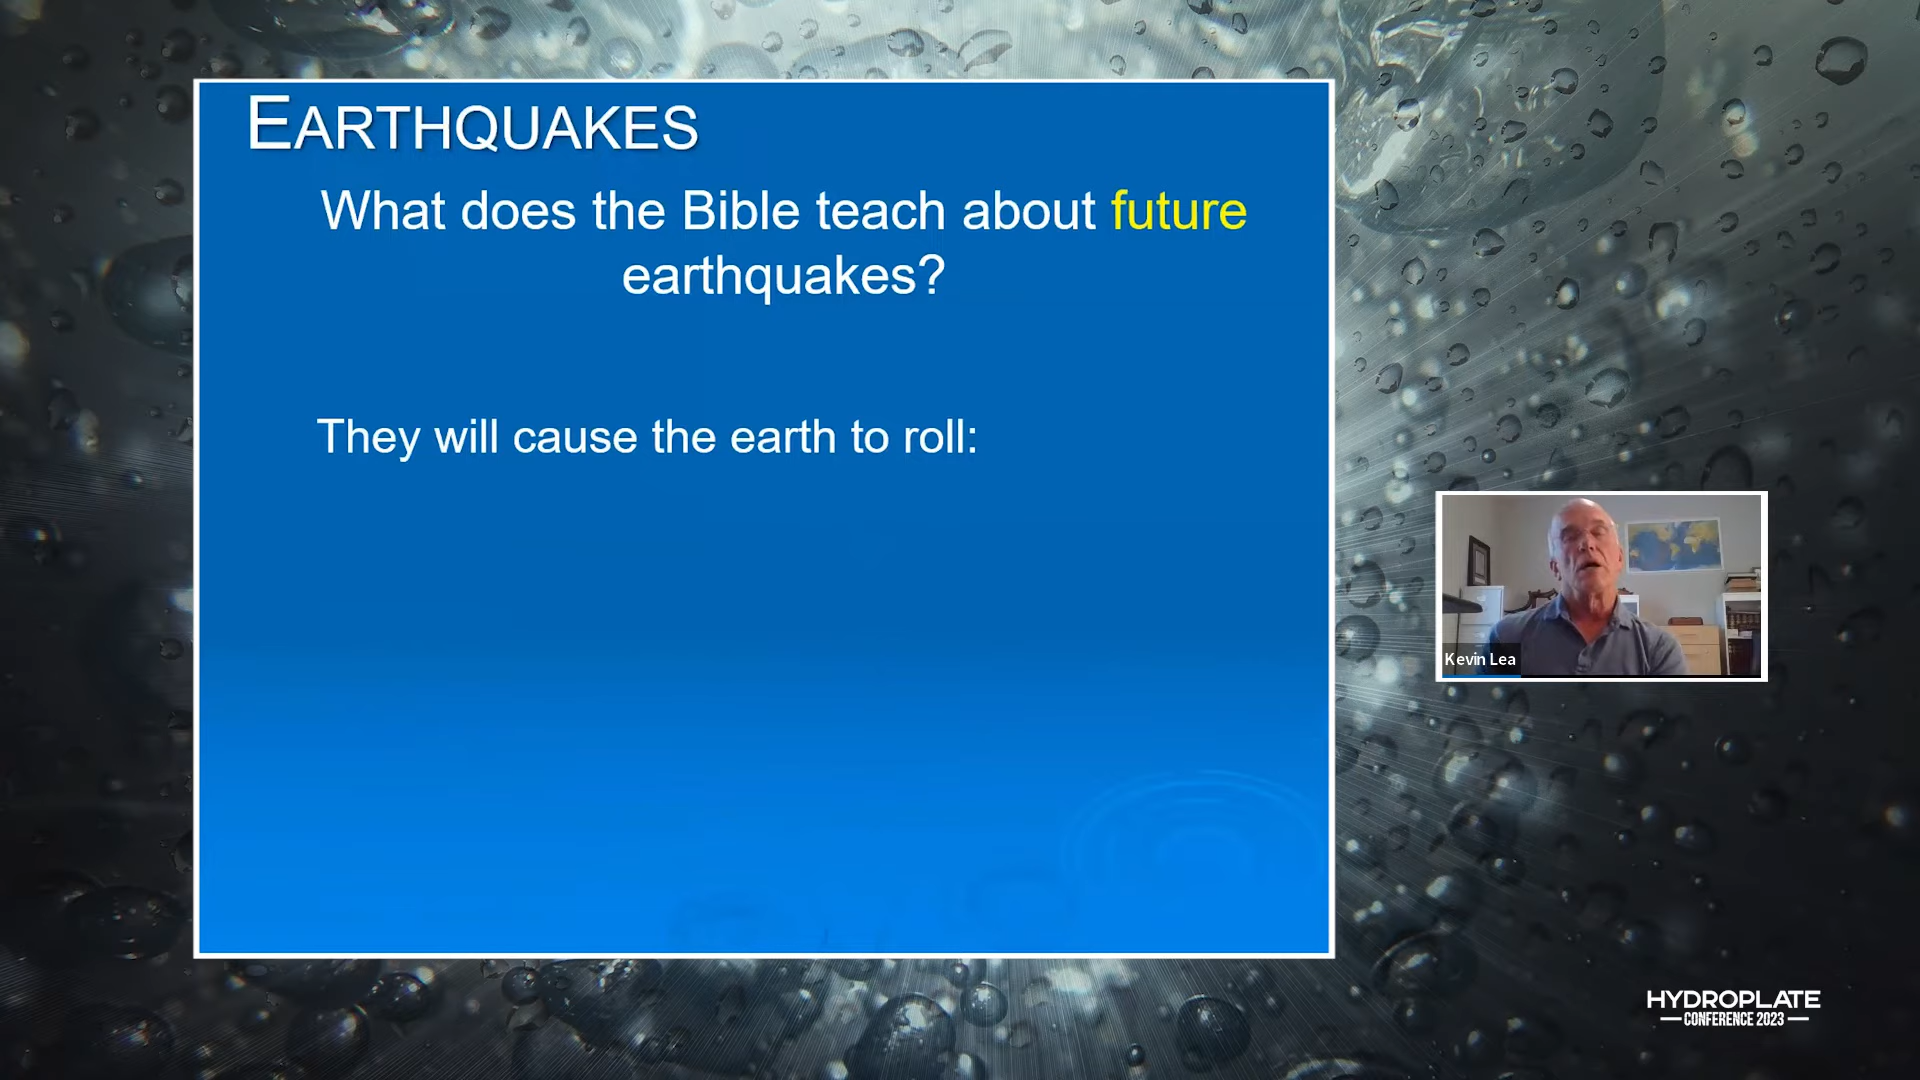 EARTHQUAKES
What does the Bible teach about future
earthquakes?
They will cause the earth to roll:
Kevin Lea
HYDROPLATE
CONFERENCE 2023